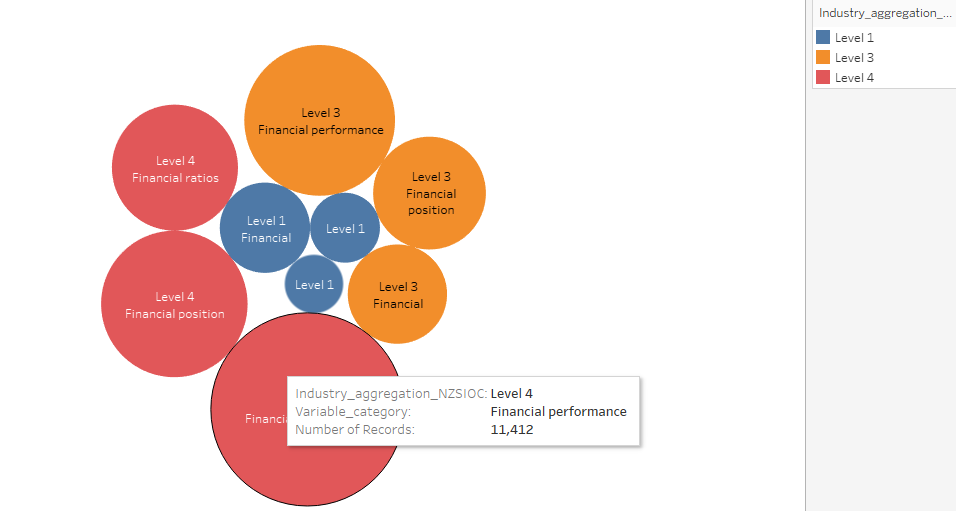 Industry_aggregation_...
Level 1
Level 3
Level 4
Level 3
Financial performance
Level 4
Financial ratios
Level 3
Financial
position
Level 1
Financial
Level 1
Level 1
Level 3
Financial
Level 4
Financial position
Industry_aggregation_NZSIOC: Level 4
Variable_category: Financial performance
Number of Records: 11,412